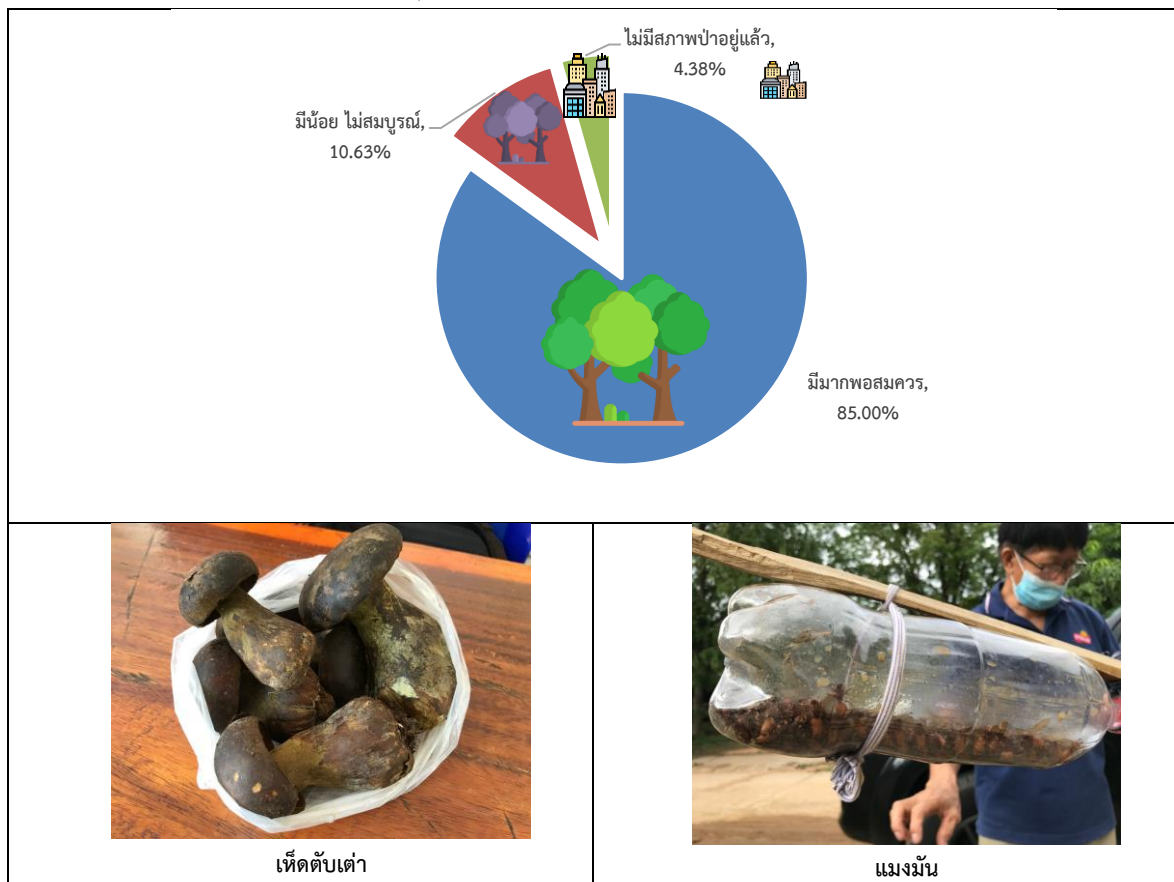 ไม่มีสภาพป่าอยู่แล้ว,
4.38%
มีน้อย ไม่สมบูรณ์,
10.63%
มีมากพอสมควร,
85.00%
เห็ดตับเต่า
แมงมัน